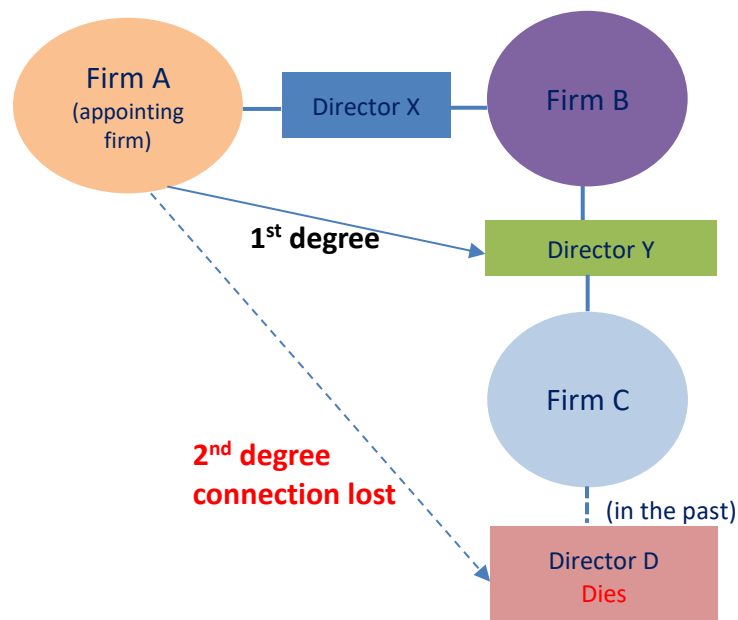 Firm A
(appointing
firm)
Director X
Firm B
1st degree
Director Y
Firm C
2nd degree
connection lost
(in the past)
Director D
Dies